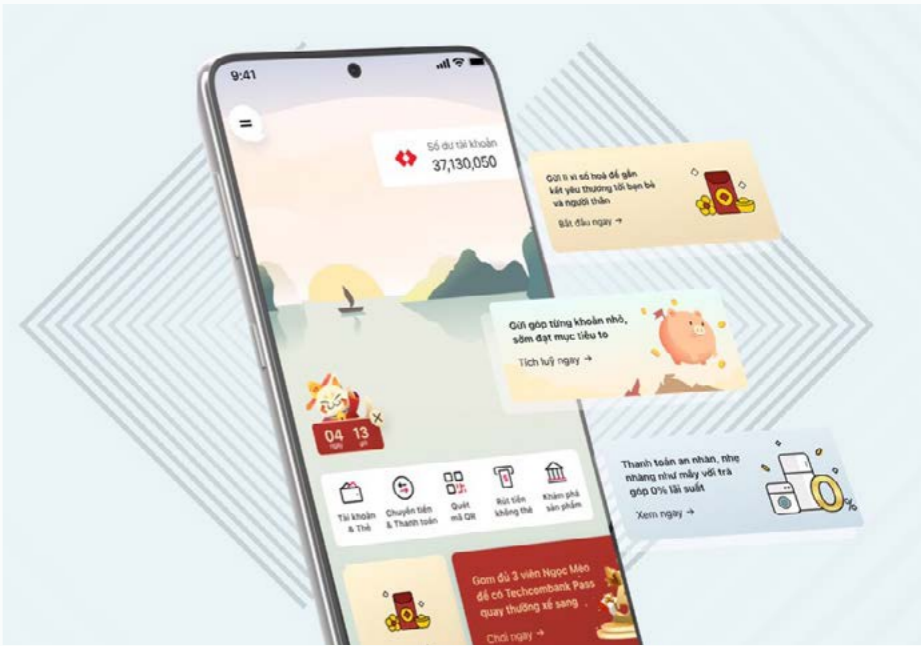 9:41
Số dư tài khoản
37,130,050
Gửi lì xì số hoá để gắn
kết yêu thương tới bạn bè
và người thân
Bắt đầu ngay →
Gửi góp từng khoản nhỏ,
sớm đạt mục tiêu to
Tích luỹ ngay →
04 13
ngày giờ
Thanh toán an nhàn, nhẹ
nhàng như mây với trả
góp 0% lãi suất
Xem ngay →
Tài khoản
& Thẻ
Chuyển tiền
& Thanh toán
Quét
mã QR
Rút tiền
không thẻ
Khám phá
sản phẩm
Gom đủ 3 viên Ngọc Mèo
để có Techcombank Pass
quay thưởng xế sang
Chơi ngay →